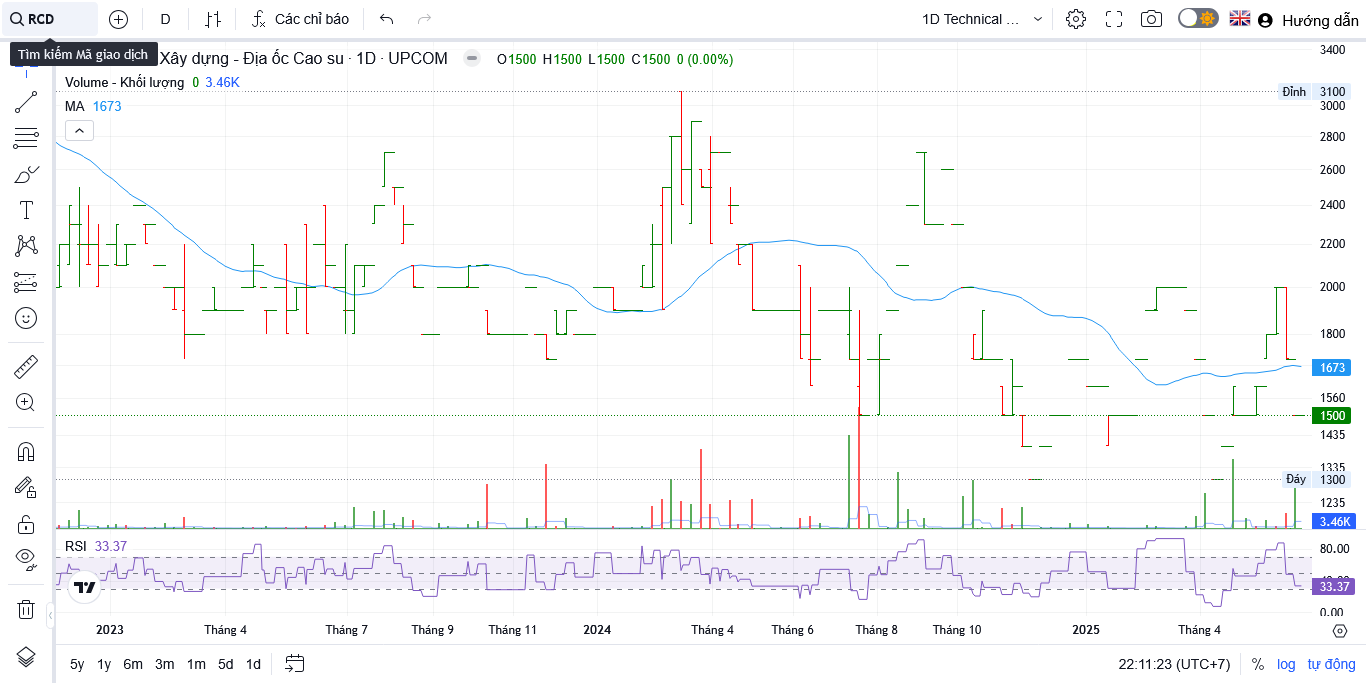 RCD
D
Các chỉ báo
1D Technical ...
Hướng dẫn
Tìm kiếm Mã giao dịch
Xây dựng - Địa ốc Cao su · 1D · UPCOM
O1500 H1500 L1500 C1500 0 (0.00%)
Volume - Khối lượng 0 3.46K
MA 1673
3400
Đỉnh 3100
3000
2800
2600
2400
2200
2000
1800
1673
1560
1500
1435
1335
Đáy 1300
1235
3.46K
RSI 33.37
80.00
33.37
0.00
2023 Tháng 4 Tháng 7 Tháng 9 Tháng 11 2024 Tháng 4 Tháng 6 Tháng 8 Tháng 10 2025 Tháng 4
5y 1y 6m 3m 1m 5d 1d
22:11:23 (UTC+7) % log tự động